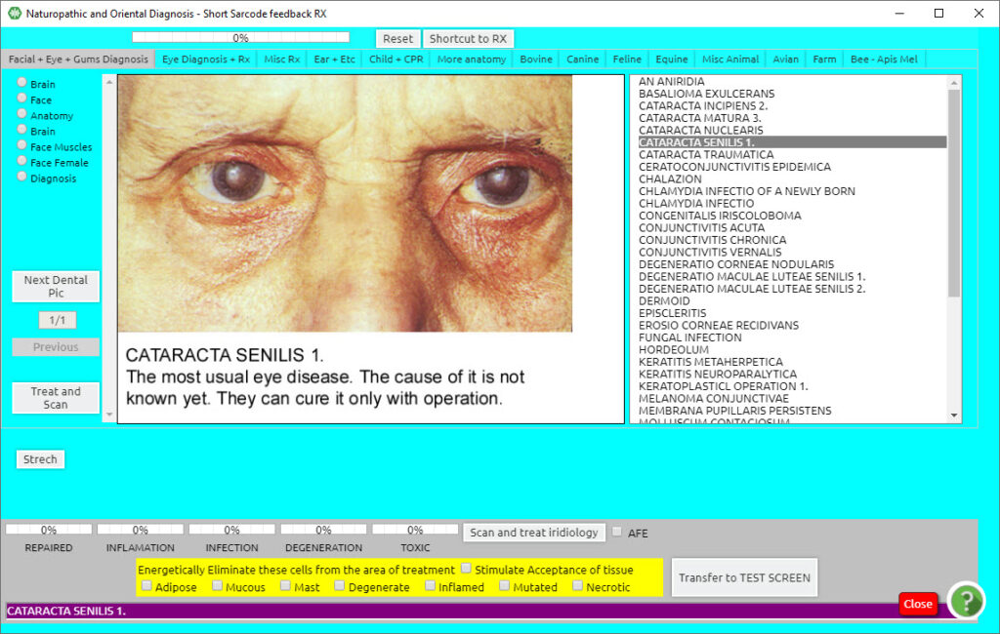 Naturopathic and Oriental Diagnosis - Short Sarcode feedback RX
0%
Reset
Shortcut to RX
Facial + Eye + Gums Diagnosis
Eye Diagnosis + Rx
Misc Rx
Ear + Etc
Child + CPR
More anatomy
Bovine
Canine
Feline
Equine
Misc Animal
Avian
Farm
Bee - Apis Mel
Brain
Face
Anatomy
Brain
Face Muscles
Face Female
Diagnosis
Next Dental
Pic
1/1
Previous
Treat and
Scan
CATARACTA SENILIS 1.
The most usual eye disease. The cause of it is not
known yet. They can cure it only with operation.
AN ANIRIDIA
BASALIOMA EXULCERANS
CATARACTA INCIPIENS 2.
CATARACTA MATURA 3.
CATARACTA NUCLEARIS
CATARACTA SENILIS 1.
CATARACTA TRAUMATICA
CERATOCONJUNCTIVITIS EPIDEMICA
CHALAZION
CHLAMYDIA INFECTIO OF A NEWLY BORN
CHLAMYDIA INFECTIO
CONGENITALIS IRISCOLOBOMA
CONJUNCTIVITIS ACUTA
CONJUNCTIVITIS CHRONICA
CONJUNCTIVITIS VERNALIS
DEGENERATIO CORNEAE NODULARIS
DEGENERATIO MACULAE LUTEAE SENILIS 1.
DEGENERATIO MACULAE LUTEAE SENILIS 2.
DERMOID
EPISCLERITIS
EROSIO CORNEAE RECIDIVANS
FUNGAL INFECTION
HORDEOLUM
KERATITIS METAHERPETICA
KERATITIS NEUROPARALYTICA
KERATOPLASTICL OPERATION 1.
MELANOMA CONJUNCTIVAE
MEMBRANA PUPILLARIS PERSISTENS
MOLLUSCUM CONTAGIOSUM
Strech
0%
0%
0%
0%
0%
REPAIRED
INFLAMATION
INFECTION
DEGENERATION
TOXIC
Scan and treat iridiology
AFE
Energetically Eliminate these cells from the area of treatment
Stimulate Acceptance of tissue
Adipose
Mucous
Mast
Degenerate
Inflamed
Mutated
Necrotic
Transfer to TEST SCREEN
Close
?
CATARACTA SENILIS 1.